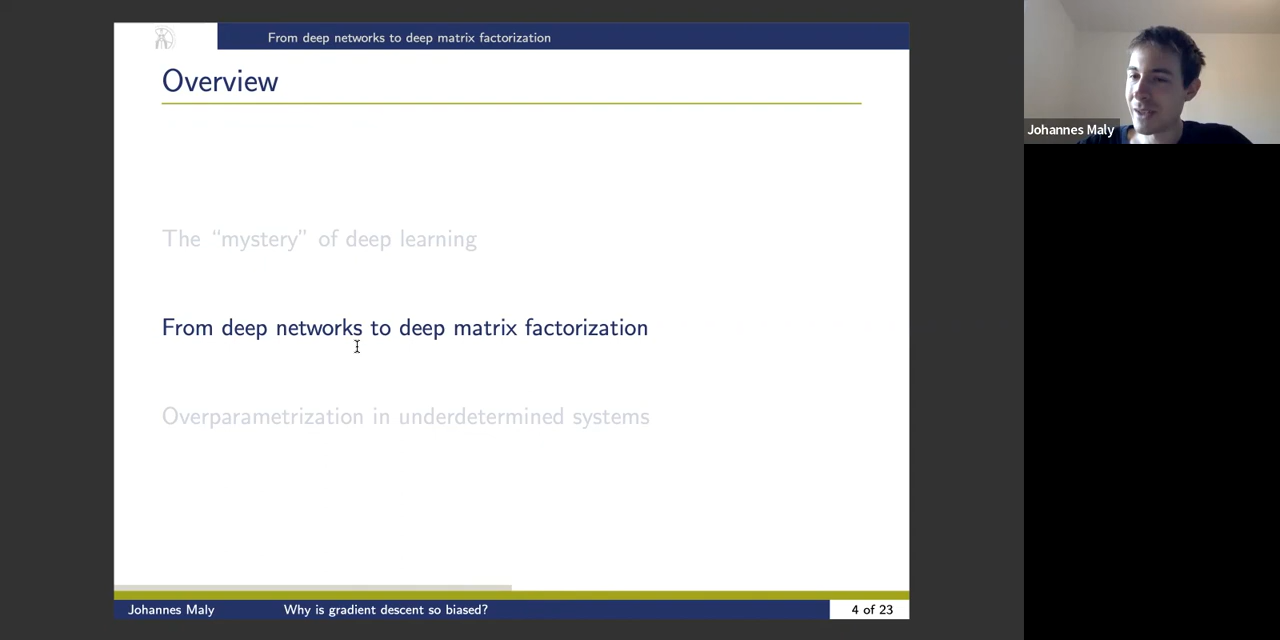 From deep networks to deep matrix factorization
Overview
Johannes Maly
The “mystery” of deep learning
From deep networks to deep matrix factorization
Overparametrization in underdetermined systems
Johannes Maly Why is gradient descent so biased? 4 of 23